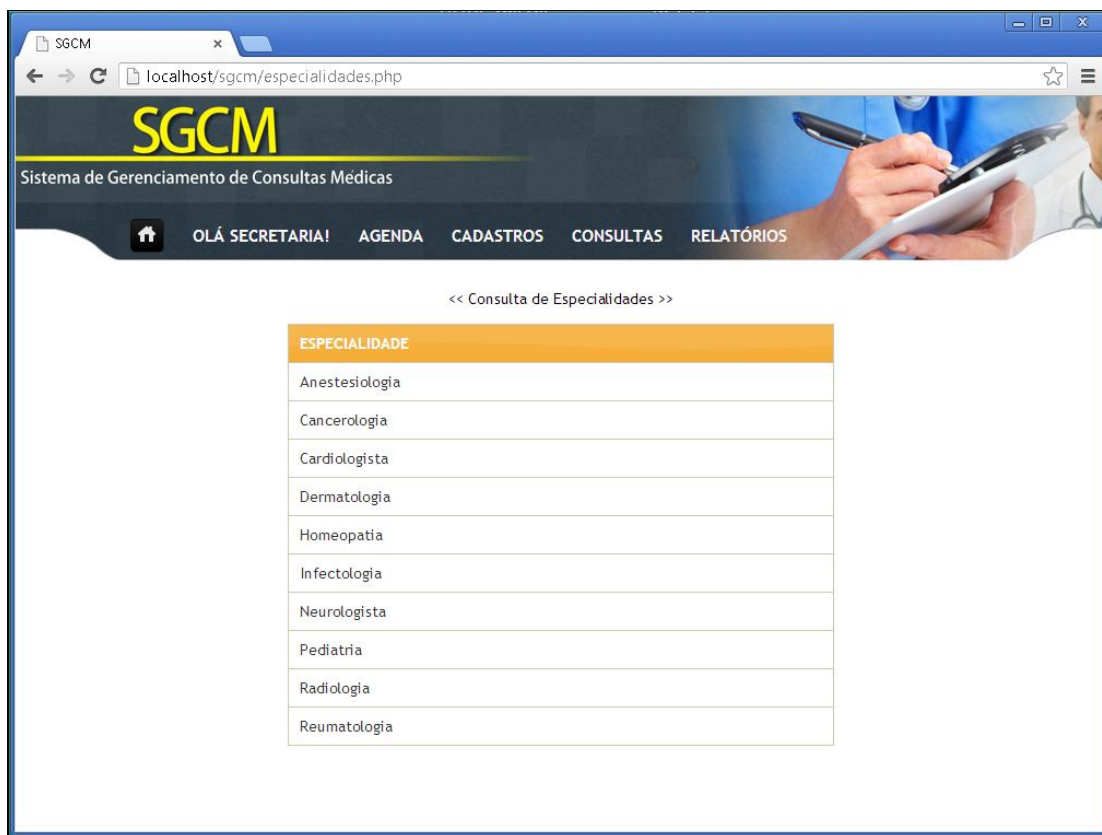 SGCM
localhost/sgcm/especialidades.php
SGCM
Sistema de Gerenciamento de Consultas Médicas
OLÁ SECRETARIA! AGENDA CADASTROS CONSULTAS RELATÓRIOS
<< Consulta de Especialidades >>
ESPECIALIDADE
Anestesiologia
Cancerologia
Cardiologista
Dermatologia
Homeopatia
Infectologia
Neurologista
Pediatria
Radiologia
Reumatologia